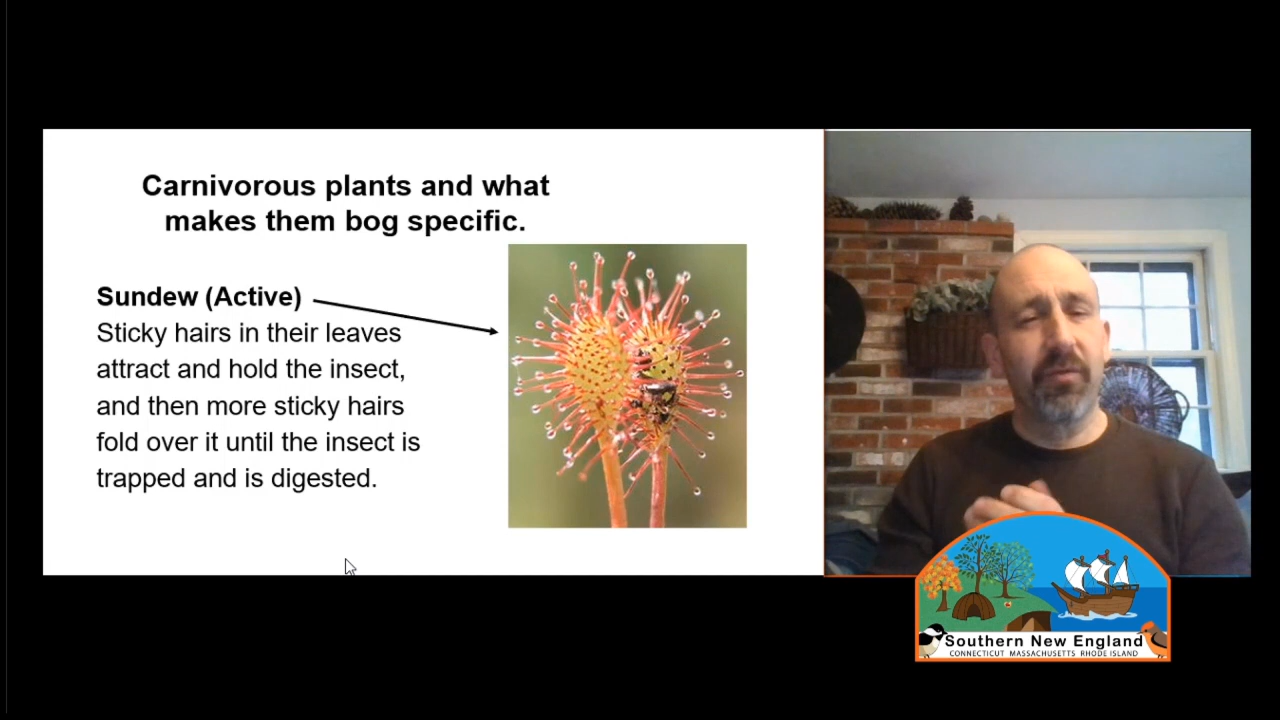 Carnivorous plants and what
makes them bog specific.
Sundew (Active)
Sticky hairs in their leaves
attract and hold the insect,
and then more sticky hairs
fold over it until the insect is
trapped and is digested.
Southern New England
CONNECTICUT MASSACHUSETTS RHODE ISLAND